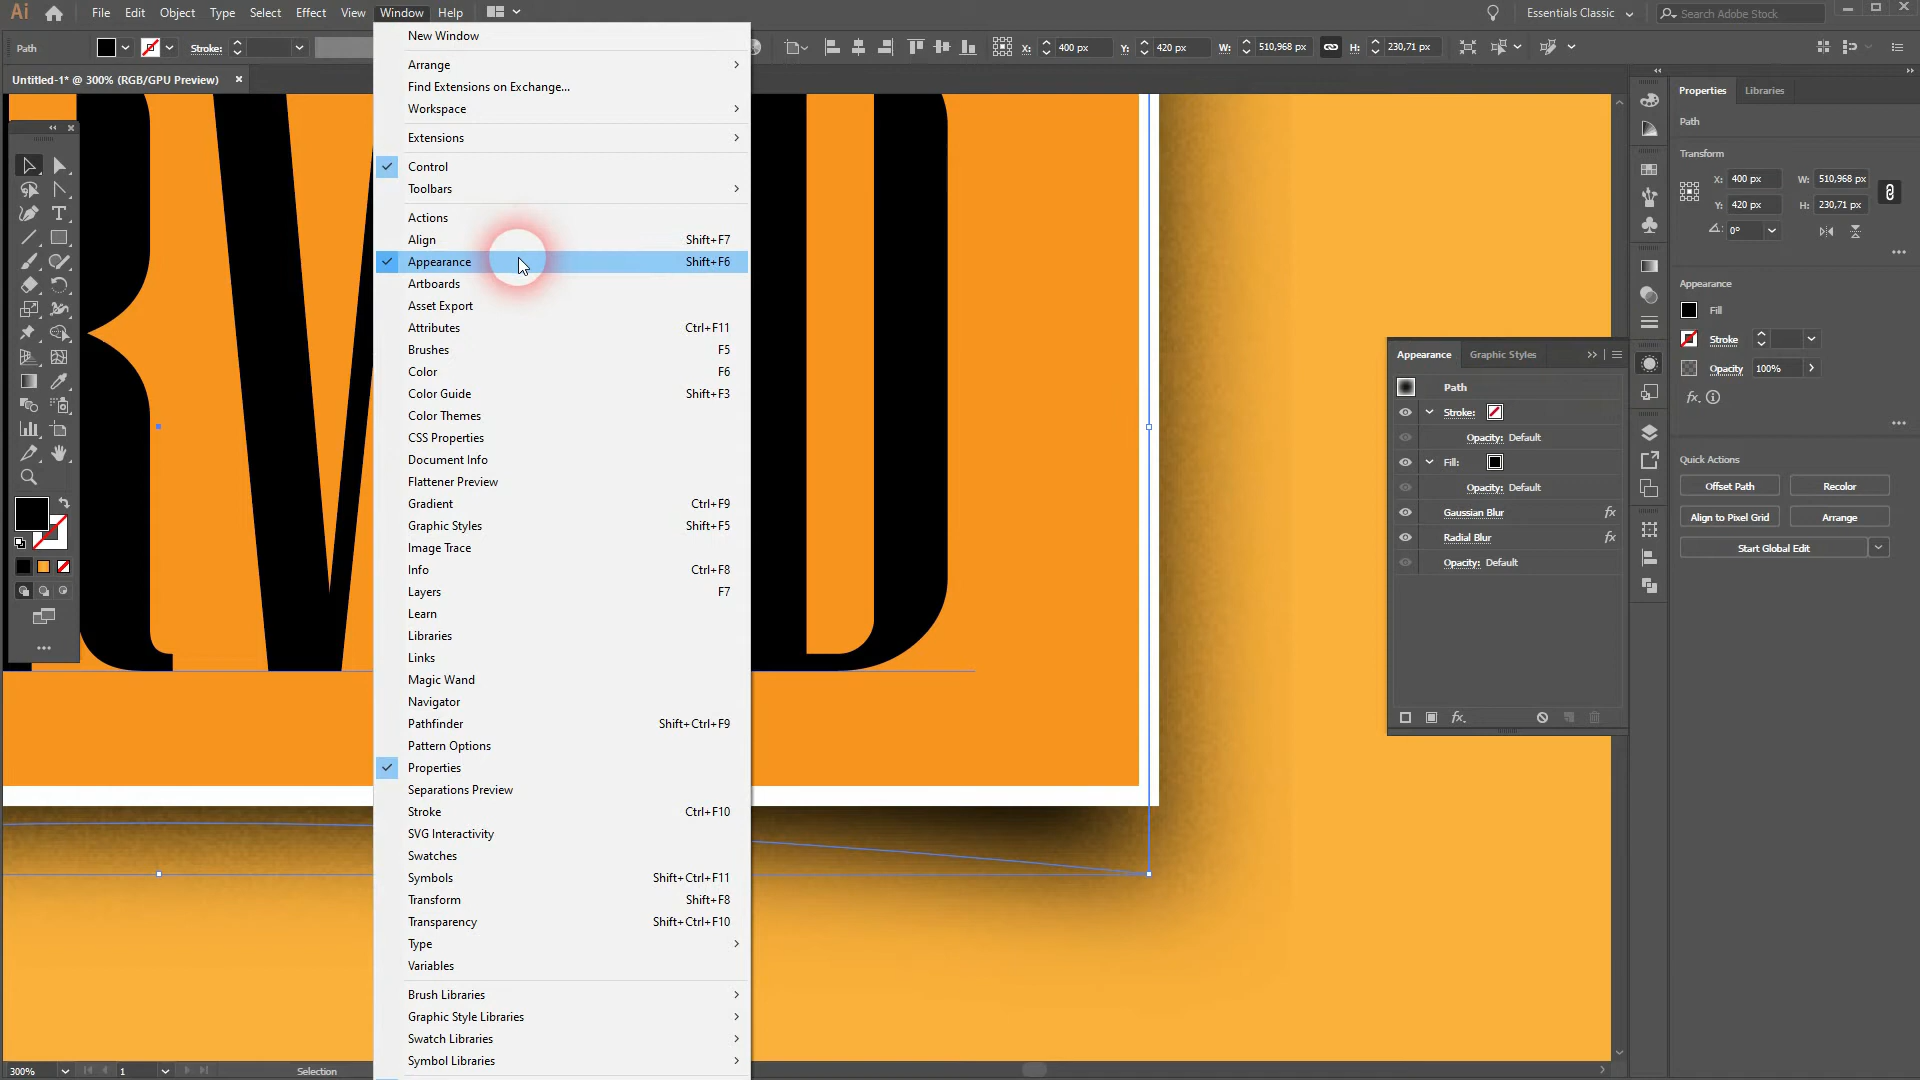 Ai File Edit Object Type Select Effect View Window Help Essentials Classic Search Adobe Stock
Path Stroke: X: 400 px Y: 420 px W: 510,968 px H: 230,71 px
Untitled-1* @ 300% (RGB/GPU Preview)
New Window
Arrange
Find Extensions on Exchange...
Workspace
Extensions
Control
Toolbars
Actions
Align Shift+F7
Appearance Shift+F6
Artboards
Asset Export
Attributes Ctrl+F11
Brushes F5
Color F6
Color Guide Shift+F3
Color Themes
CSS Properties
Document Info
Flattener Preview
Gradient Ctrl+F9
Graphic Styles Shift+F5
Image Trace
Info Ctrl+F8
Layers F7
Learn
Libraries
Links
Magic Wand
Navigator
Pathfinder Shift+Ctrl+F9
Pattern Options
Properties
Separations Preview
Stroke Ctrl+F10
SVG Interactivity
Swatches
Symbols Shift+Ctrl+F11
Transform Shift+F8
Transparency Shift+Ctrl+F10
Type
Variables
Brush Libraries
Graphic Style Libraries
Swatch Libraries
Symbol Libraries
Appearance Graphic Styles
Path
Stroke:
Opacity: Default
Fill:
Opacity: Default
Gaussian Blur fx
Radial Blur fx
Opacity: Default
fx.
Properties Libraries
Path
Transform
X: 400 px W: 510,968 px
Y: 420 px H: 230,71 px
0°
Appearance
Fill
Stroke
Opacity 100%
fx.
Quick Actions
Offset Path Recolor
Align to Pixel Grid Arrange
Start Global Edit
300% 1 Selection